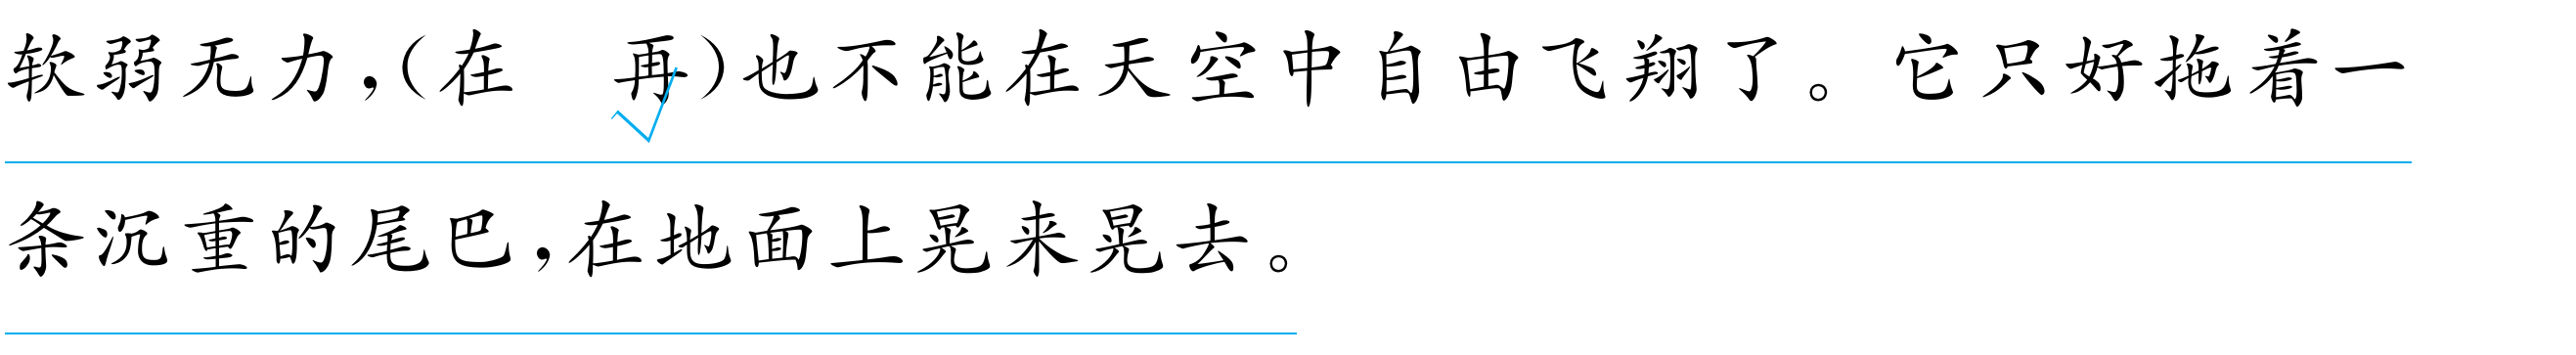 软弱无力,(在 再)也不能在天空中自由飞翔了。它只好拖着一
条沉重的尾巴,在地面上晃来晃去。